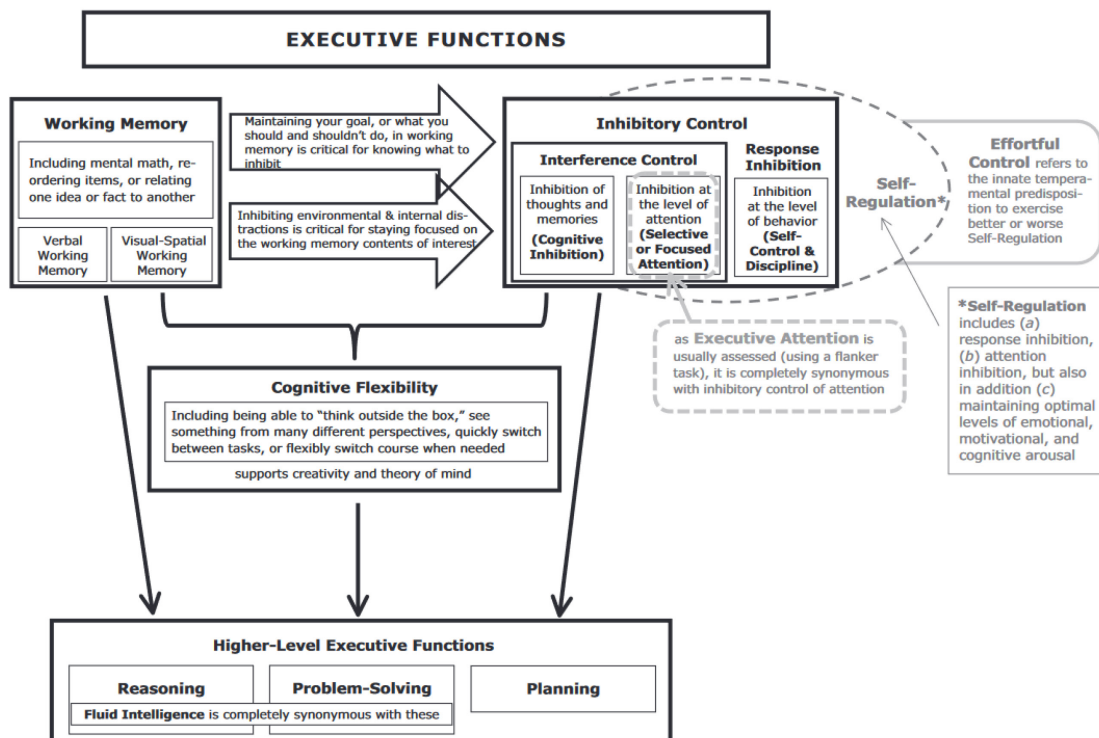 EXECUTIVE FUNCTIONS
Working Memory
Including mental math, re-
ordering items, or relating
one idea or fact to another
Verbal
Working
Memory
Visual-Spatial
Working
Memory
Maintaining your goal, or what you
should and shouldn't do, in working
memory is critical for knowing what to
inhibit
Inhibiting environmental & internal dis-
tractions is critical for staying focused on
the working memory contents of interest
Inhibitory Control
Interference Control
Inhibition of
thoughts and
memories
(Cognitive
Inhibition)
Inhibition at
the level of
attention
(Selective
or Focused
Attention)
Response
Inhibition
Inhibition
at the level
of behavior
(Self-
Control &
Discipline)
Self-
Regulation*
Effortful
Control refers to
the innate tempera-
mental predisposi-
tion to exercise
better or worse
Self-Regulation
*Self-Regulation
includes (a)
response inhibition,
(b) attention
inhibition, but also
in addition (c)
maintaining optimal
levels of emotional,
motivational, and
cognitive arousal
as Executive Attention is
usually assessed (using a flanker
task), it is completely synonymous
with inhibitory control of attention
Cognitive Flexibility
Including being able to "think outside the box," see
something from many different perspectives, quickly switch
between tasks, or flexibly switch course when needed
supports creativity and theory of mind
Higher-Level Executive Functions
Reasoning
Problem-Solving
Planning
Fluid Intelligence is completely synonymous with these